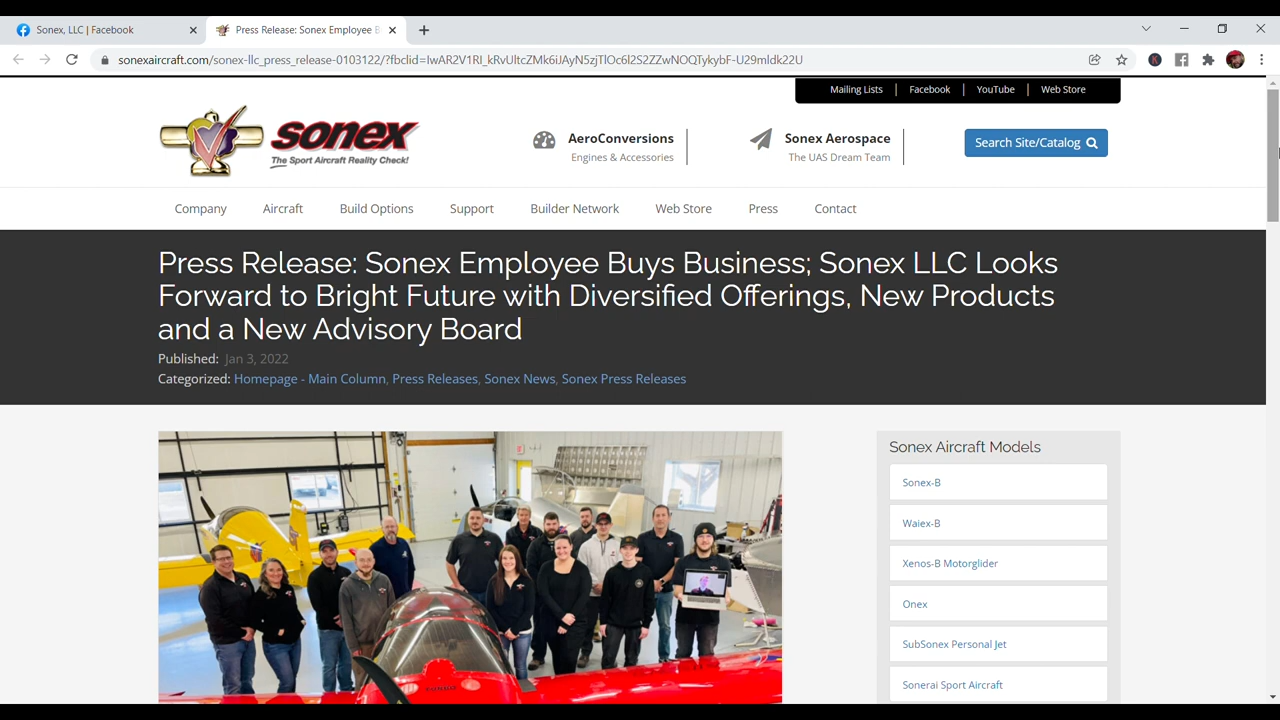 Sonex, LLC | Facebook
Press Release: Sonex Employee B
sonexaircraft.com/sonex-llc_press_release-0103122/?fbclid=IwAR2V1RT_kRvUltcZMk6iJAyN5zjTlOc6l2S2ZZwNOQTykybF-U29mldk22U
Mailing Lists
Facebook
YouTube
Web Store
sonex
The Sport Aircraft Reality Check!
AeroConversions
Engines & Accessories
Sonex Aerospace
The UAS Dream Team
Search Site/Catalog
Company
Aircraft
Build Options
Support
Builder Network
Web Store
Press
Contact
Press Release: Sonex Employee Buys Business; Sonex LLC Looks
Forward to Bright Future with Diversified Offerings, New Products
and a New Advisory Board
Published: Jan 3, 2022
Categorized: Homepage - Main Column, Press Releases, Sonex News, Sonex Press Releases
Sonex Aircraft Models
Sonex-B
Waiex-B
Xenos-B Motorglider
Onex
SubSonex Personal Jet
Sonerai Sport Aircraft